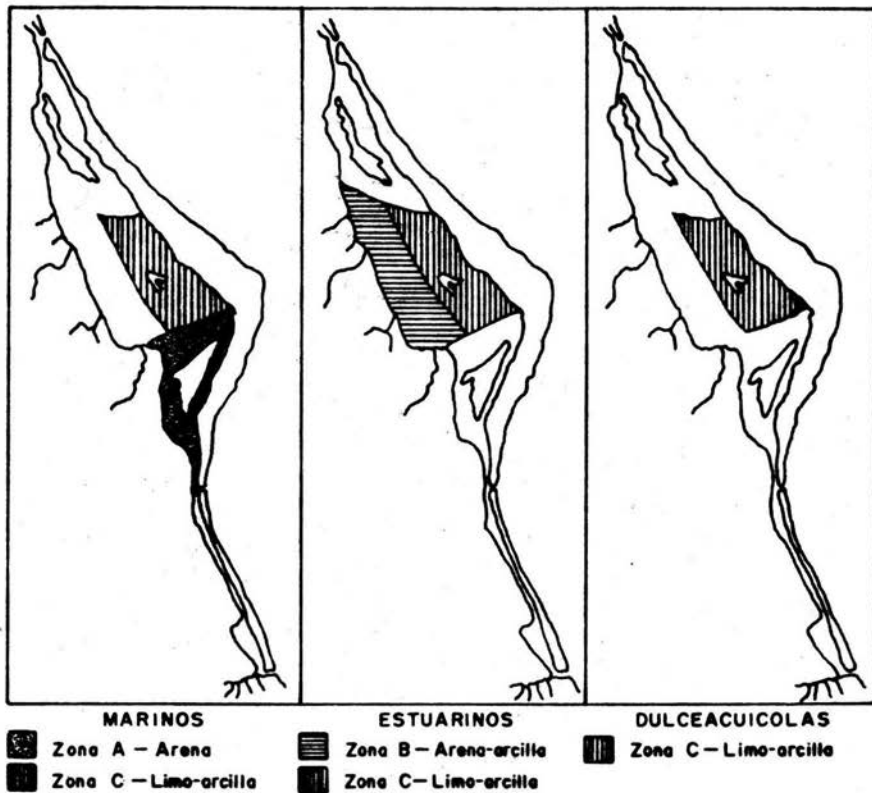 MARINOS
Zona A – Arena
Zona C – Limo-arcilla
ESTUARINOS
Zona B – Arena-arcilla
Zona C – Limo-arcilla
DULCEACUICOLAS
Zona C – Limo-arcilla